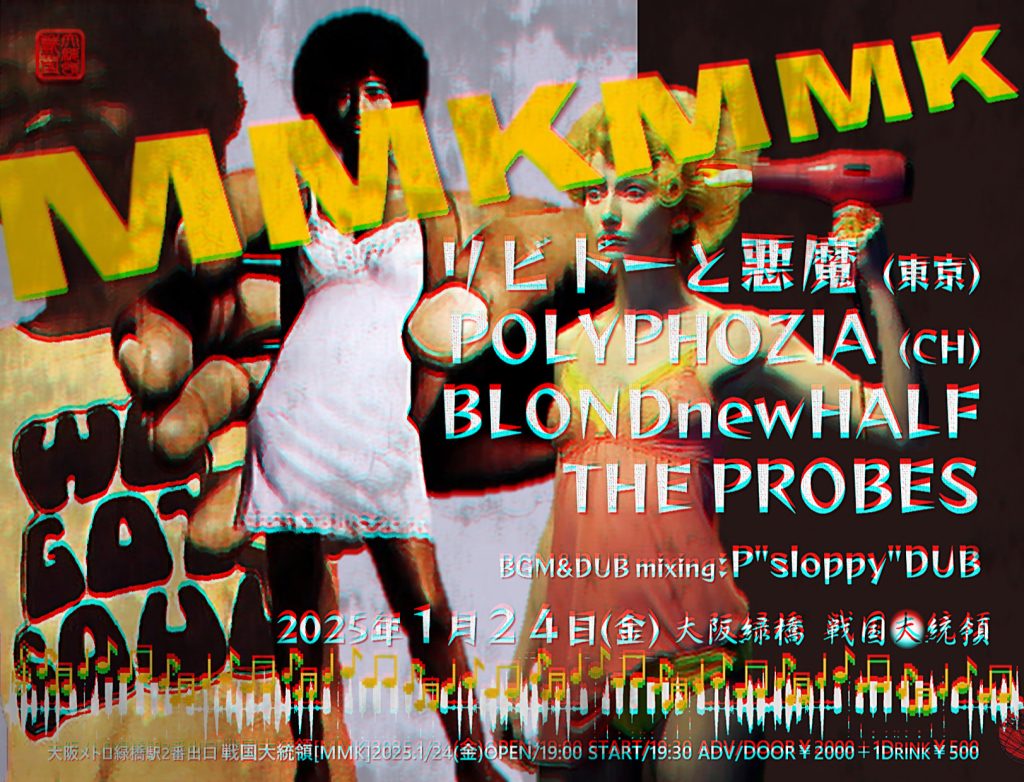 MMKMMK
リビドーと悪魔 (東京)
POLYPHOZIA (CH)
BLONDnewHALF
THE PROBES
WE
GOT
SOUL
BGM&DUB mixing:P"sloppy"DUB
2025年1月24日(金) 大阪緑橋 戦国大統領
大阪メトロ緑橋駅2番出口 戦国大統領[MMK]2025.1/24(金)OPEN/19:00 START/19:30 ADV/DOOR¥2000+1DRINK¥500